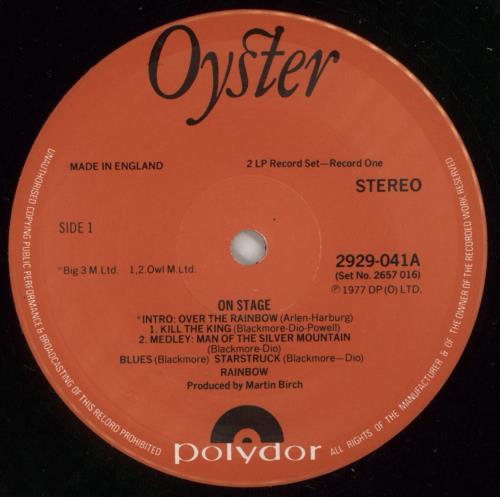 Oyster
MADE IN ENGLAND
2 LP Record Set—Record One
STEREO
SIDE 1
2929-041A
(Set No. 2657 016)
*Big 3 M.Ltd. 1,2.Owl M.Ltd.
℗ 1977 DP (O) LTD.
ON STAGE
*INTRO: OVER THE RAINBOW (Arlen-Harburg)
1. KILL THE KING (Blackmore-Dio-Powell)
2. MEDLEY: MAN OF THE SILVER MOUNTAIN
(Blackmore-Dio)
BLUES (Blackmore) STARSTRUCK (Blackmore—Dio)
RAINBOW
Produced by Martin Birch
polydor
UNAUTHORISED COPYING PUBLIC PERFORMANCE & BROADCASTING OF THIS RECORD PROHIBITED
ALL RIGHTS OF THE MANUFACTURER & OF THE OWNER OF THE RECORDED WORK RESERVED